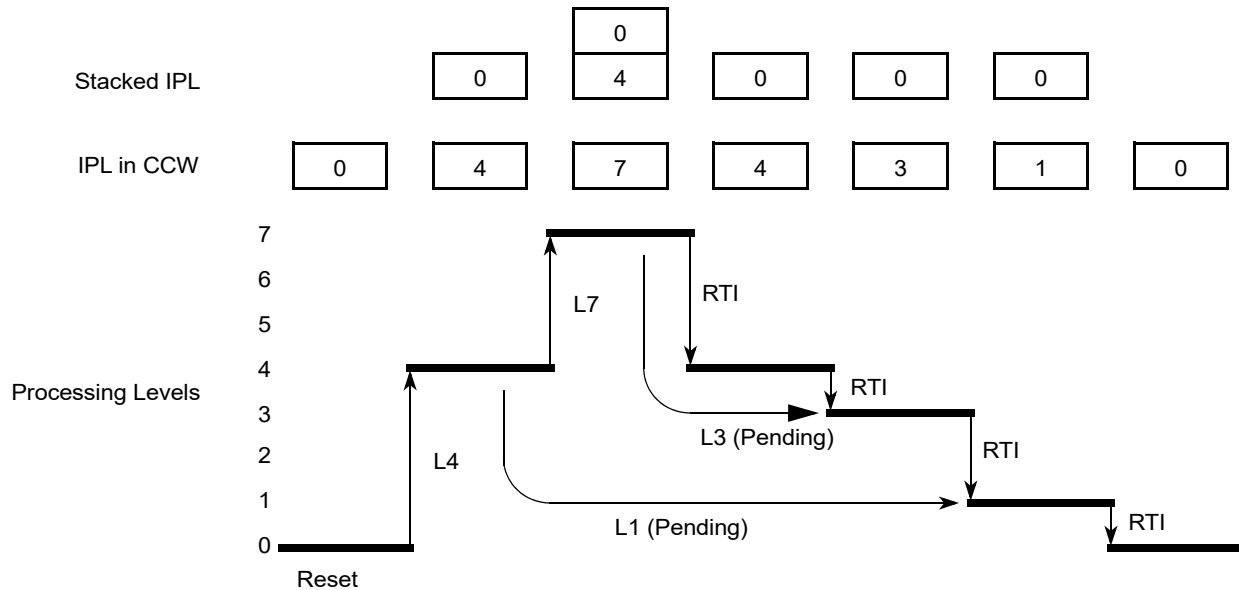 0
Stacked IPL 0 4 0 0 0
IPL in CCW 0 4 7 4 3 1 0
7
6
L7 RTI
5
4
Processing Levels RTI
3
L3 (Pending)
2 L4 RTI
1
L1 (Pending) RTI
0
Reset